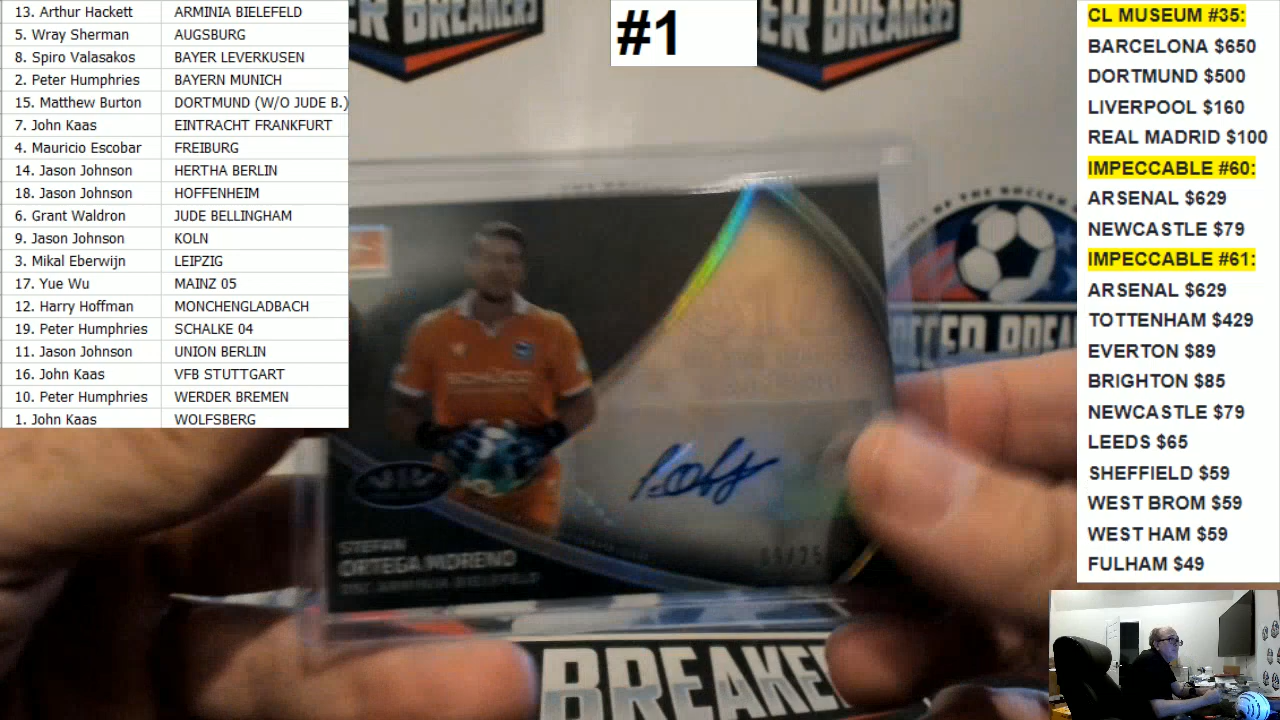 13. Arthur Hackett ARMINIA BIELEFELD
5. Wray Sherman AUGSBURG
8. Spiro Valasakos BAYER LEVERKUSEN
2. Peter Humphries BAYERN MUNICH
15. Matthew Burton DORTMUND (W/O JUDE B.)
7. John Kaas EINTRACHT FRANKFURT
4. Mauricio Escobar FREIBURG
14. Jason Johnson HERTHA BERLIN
18. Jason Johnson HOFFENHEIM
6. Grant Waldron JUDE BELLINGHAM
9. Jason Johnson KOLN
3. Mikal Eberwijn LEIPZIG
17. Yue Wu MAINZ 05
12. Harry Hoffman MONCHENGLADBACH
19. Peter Humphries SCHALKE 04
11. Jason Johnson UNION BERLIN
16. John Kaas VFB STUTTGART
10. Peter Humphries WERDER BREMEN
1. John Kaas WOLFSBERG
#1
CL MUSEUM #35:
BARCELONA $650
DORTMUND $500
LIVERPOOL $160
REAL MADRID $100
IMPECCABLE #60:
ARSENAL $629
NEWCASTLE $79
IMPECCABLE #61:
ARSENAL $629
TOTTENHAM $429
EVERTON $89
BRIGHTON $85
NEWCASTLE $79
LEEDS $65
SHEFFIELD $59
WEST BROM $59
WEST HAM $59
FULHAM $49
STEFAN
ORTEGA MORENO
DSC ARMINIA BIELEFELD
09/25
BREAKER